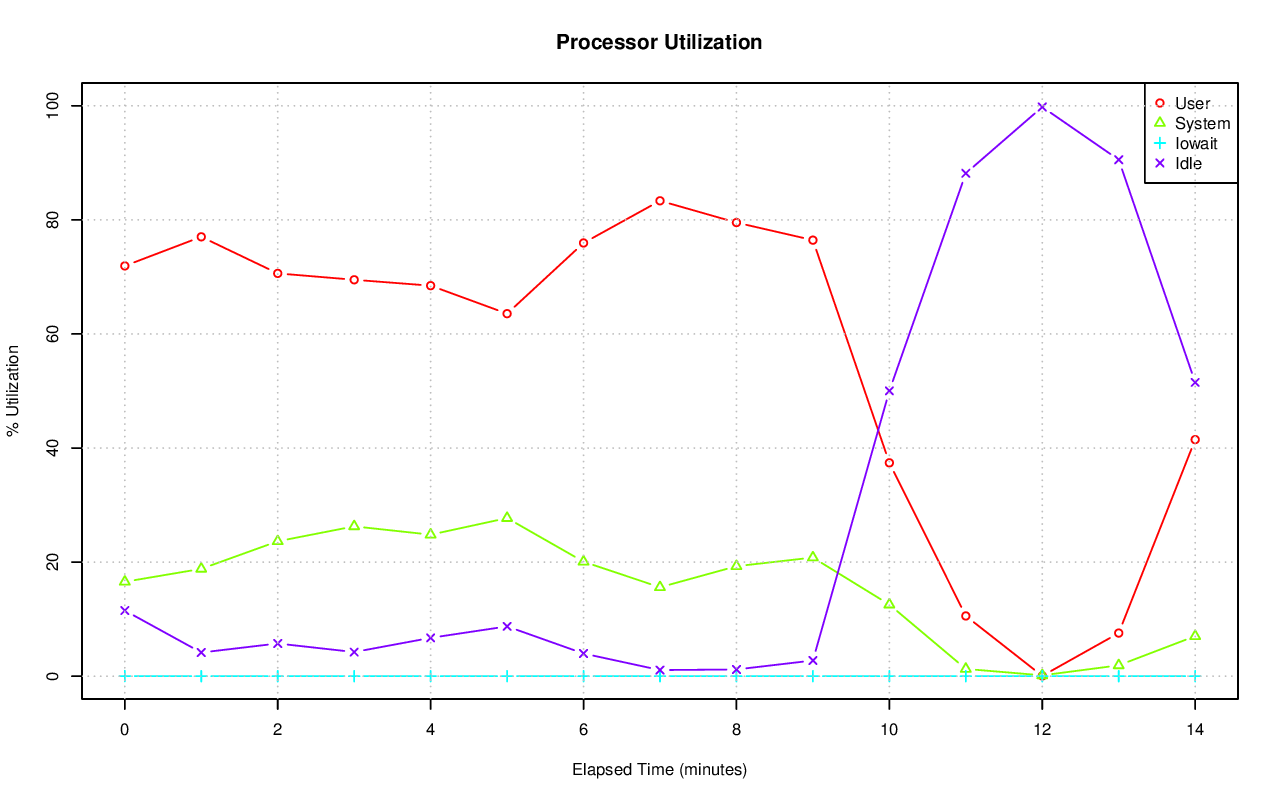 Processor Utilization
% Utilization
100
80
60
40
20
0
User
System
Iowait
Idle
0 2 4 6 8 10 12 14
Elapsed Time (minutes)